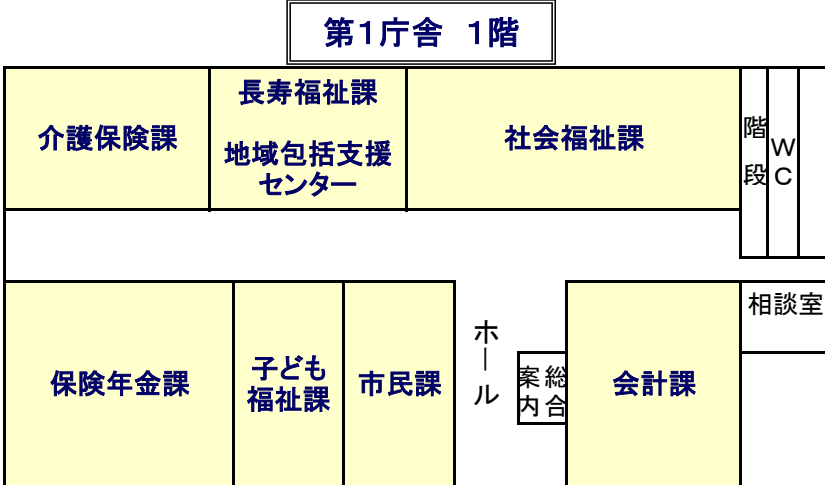 第1庁舎 1階
介護保険課
長寿福祉課
地域包括支援
センター
社会福祉課
階段
WC
保険年金課
子ども
福祉課
市民課
ホール
総合
案内
会計課
相談室